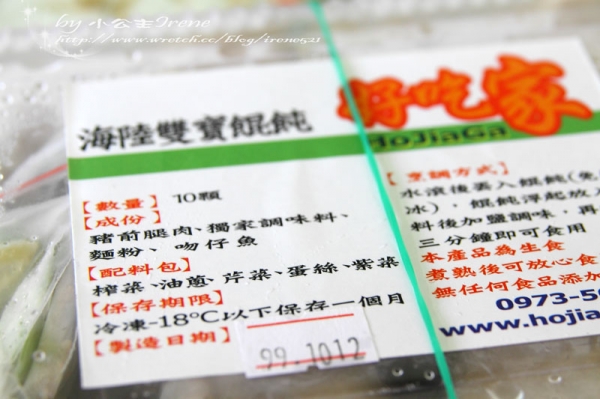 by 小公主Irene
http://www.wretch.cc/blog/irene521
海陸雙寶餛飩
好吃家
HoJiaGa
【數量】 10顆
【成份】
豬前腿肉、獨家調味料、
麵粉、吻仔魚
【配料包】
榨菜、油蔥、芹菜、蛋絲、紫菜
【保存期限】
冷凍-18°C以下保存一個月
【製造日期】
99.1012
【烹調方式】
水滾後丟入餛飩(免
冰)，餛飩浮起放入
料後加鹽調味，再
三分鐘即可食用
本產品為生食
煮熟後可放心食
無任何食品添加
0973-5
www.hojia